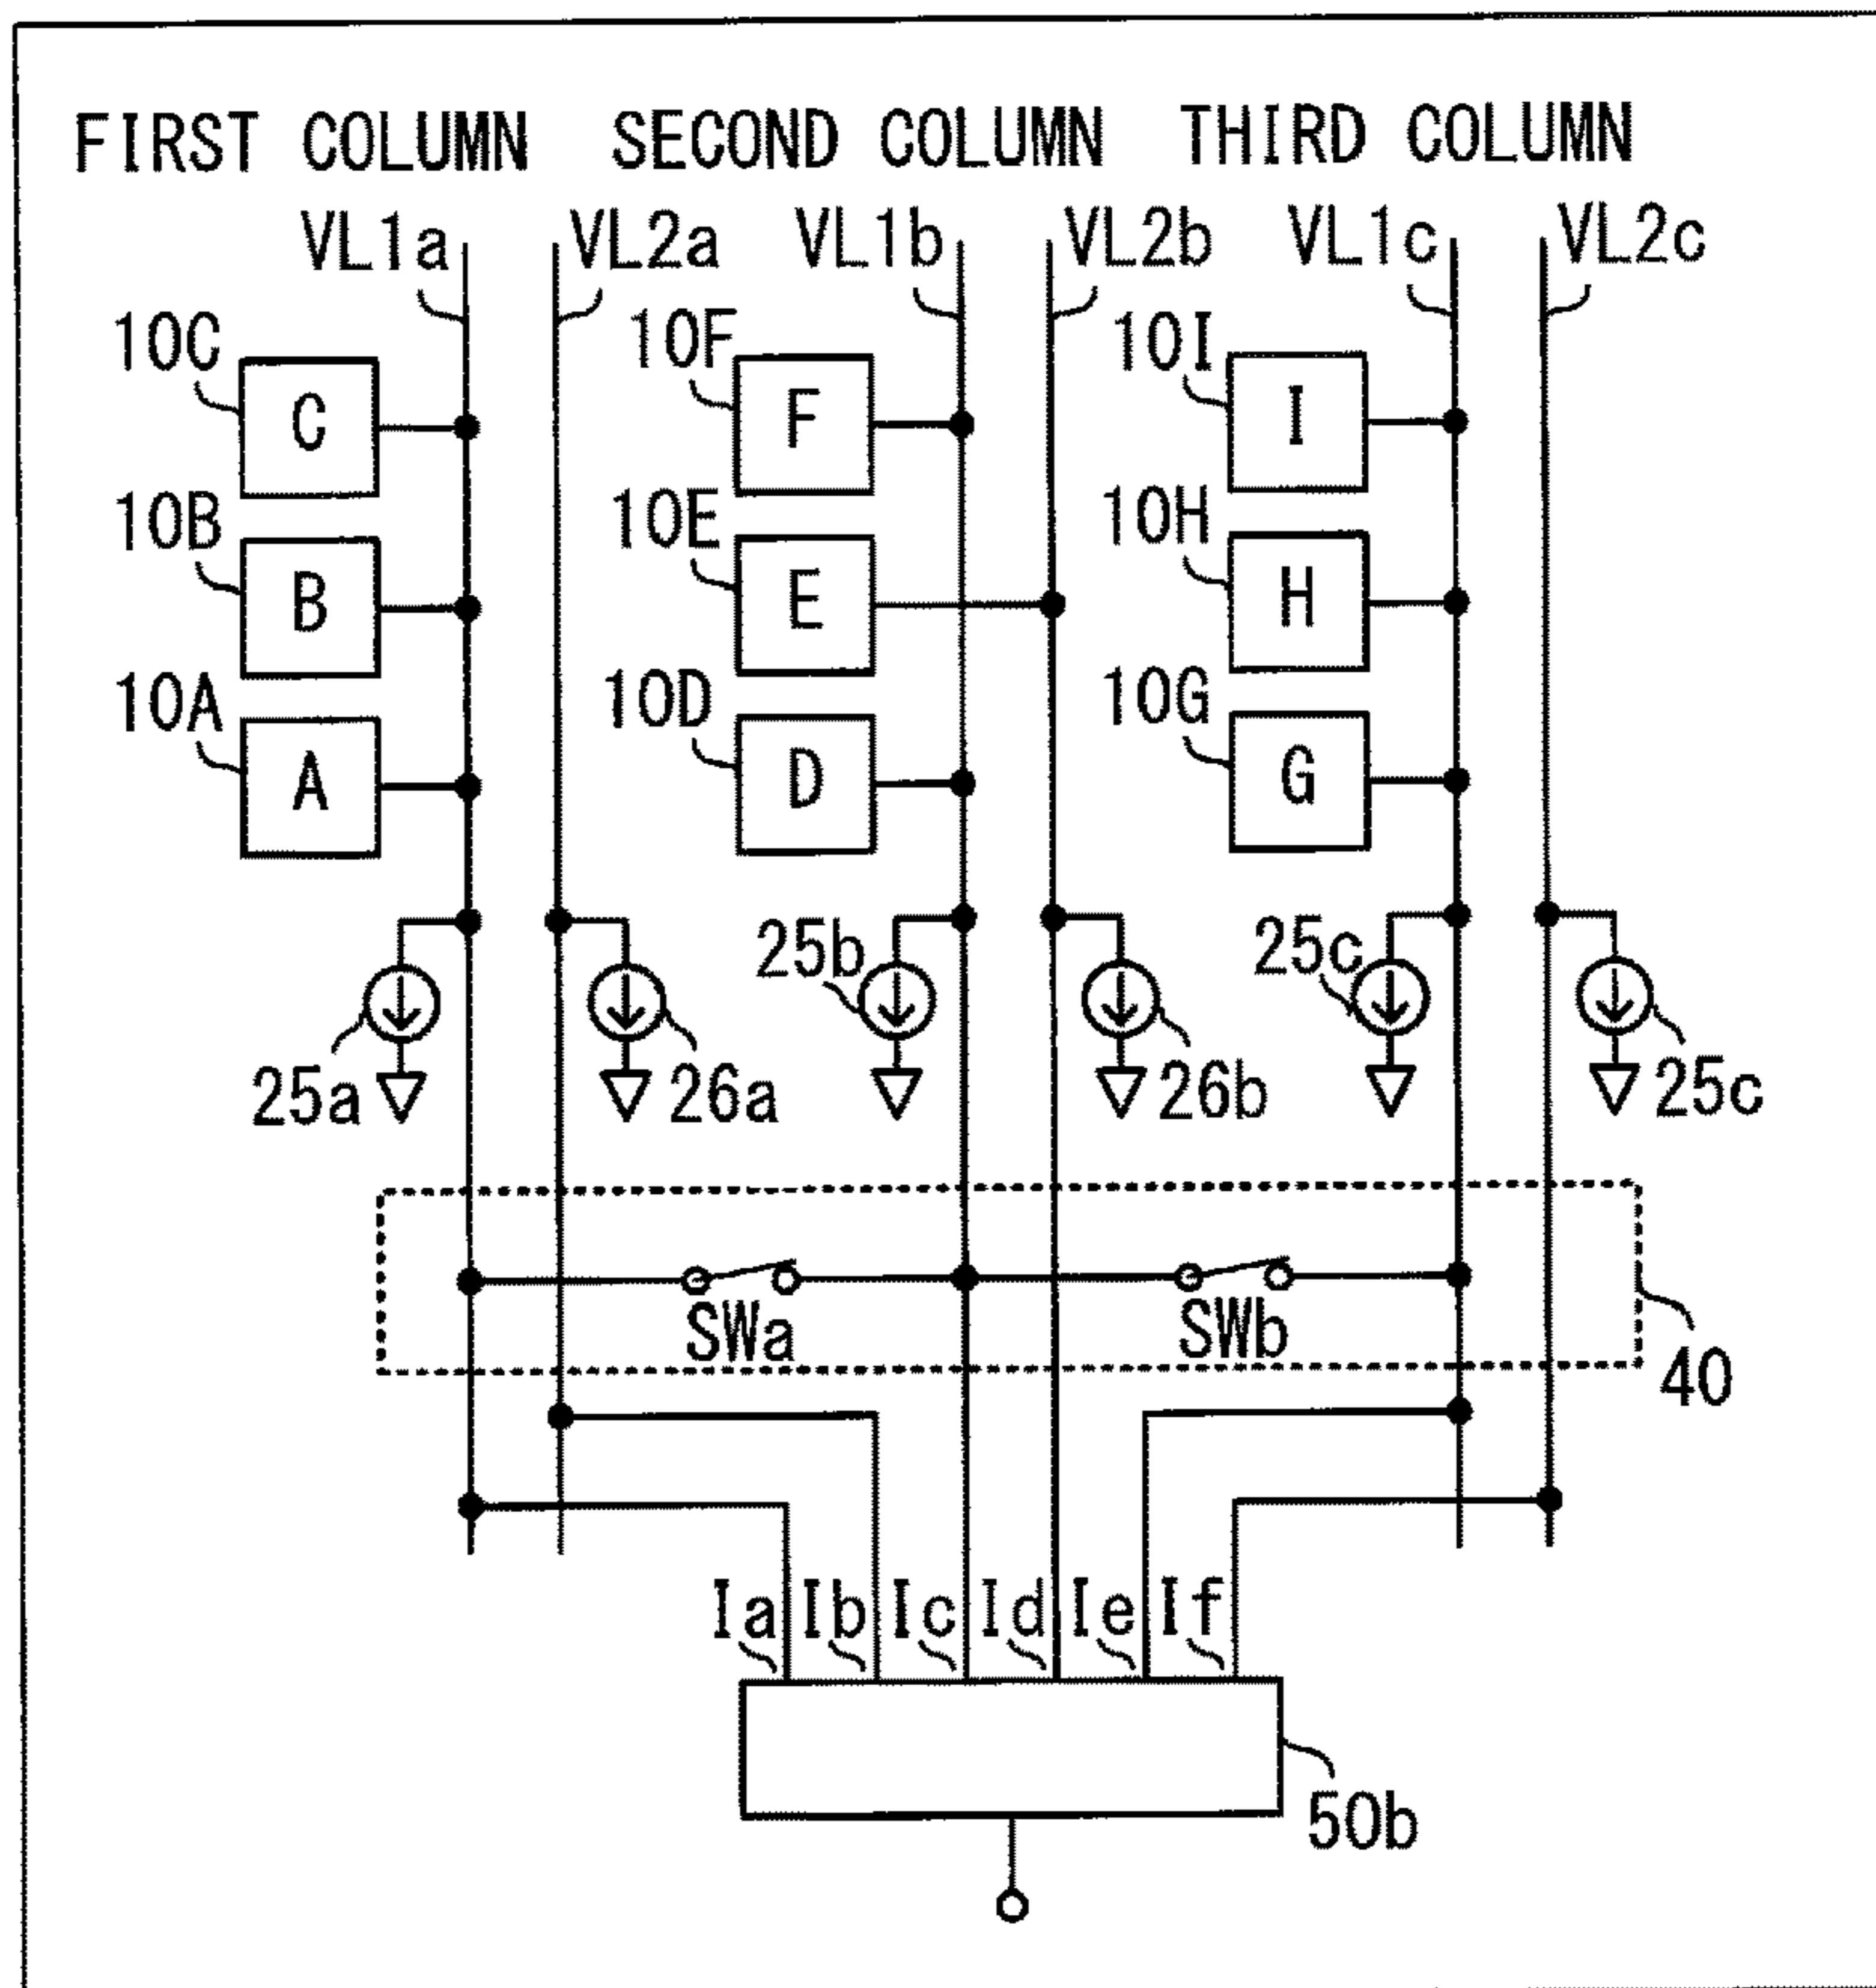 FIRST COLUMN SECOND COLUMN THIRD COLUMN
VL1a VL2a VL1b VL2b VL1c VL2c
10C C 10F F 10I I
10B B 10E E 10H H
10A A 10D D 10G G
25b 25c
25a 26a 26b 25c
SWa SWb
40
Ia Ib Ic Id Ie If
50b